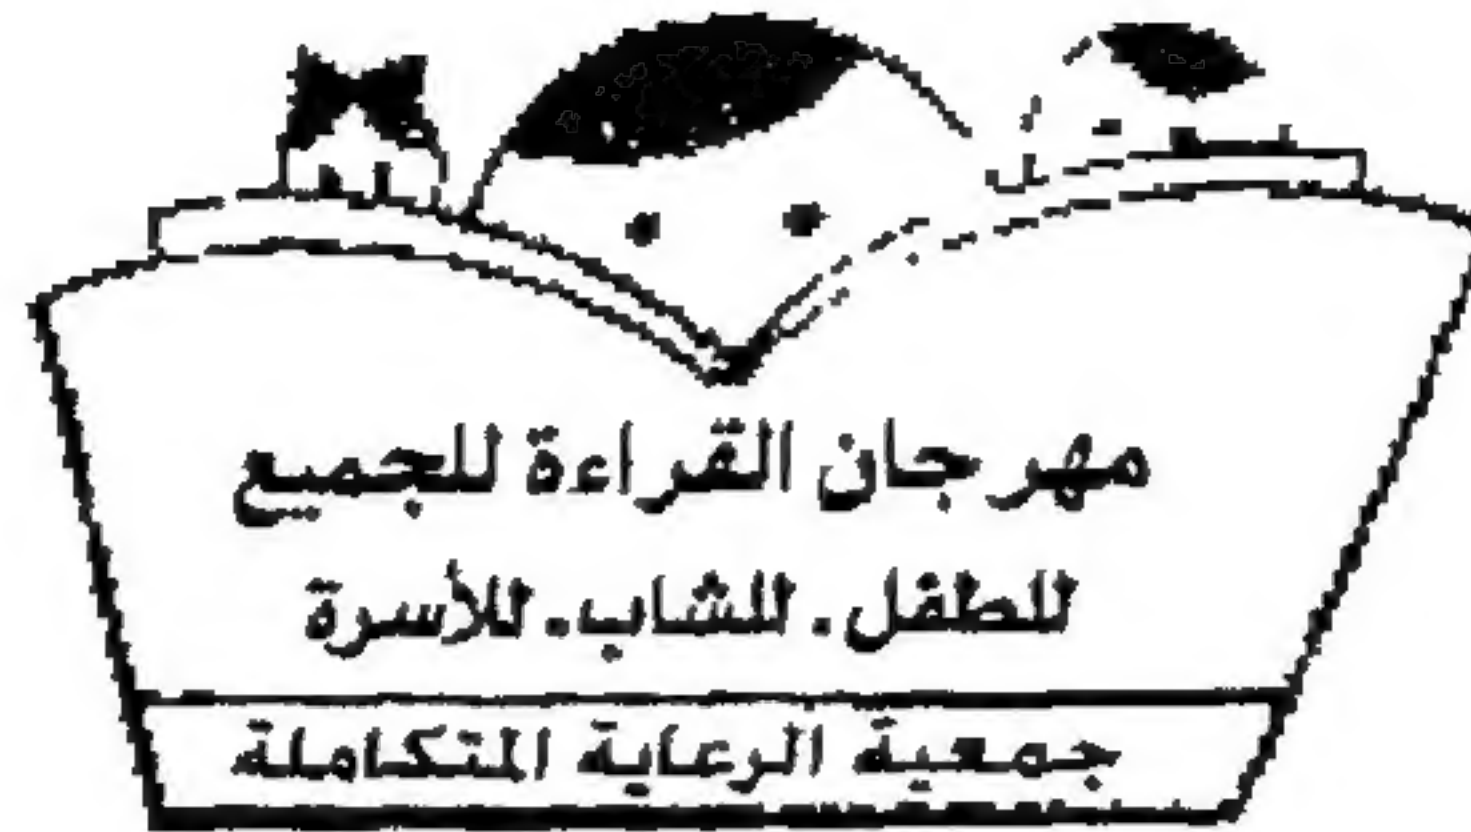 مهرجان القراءة للجميع
للطفل . للشاب . للأسرة
جمعية الرعاية المتكاملة